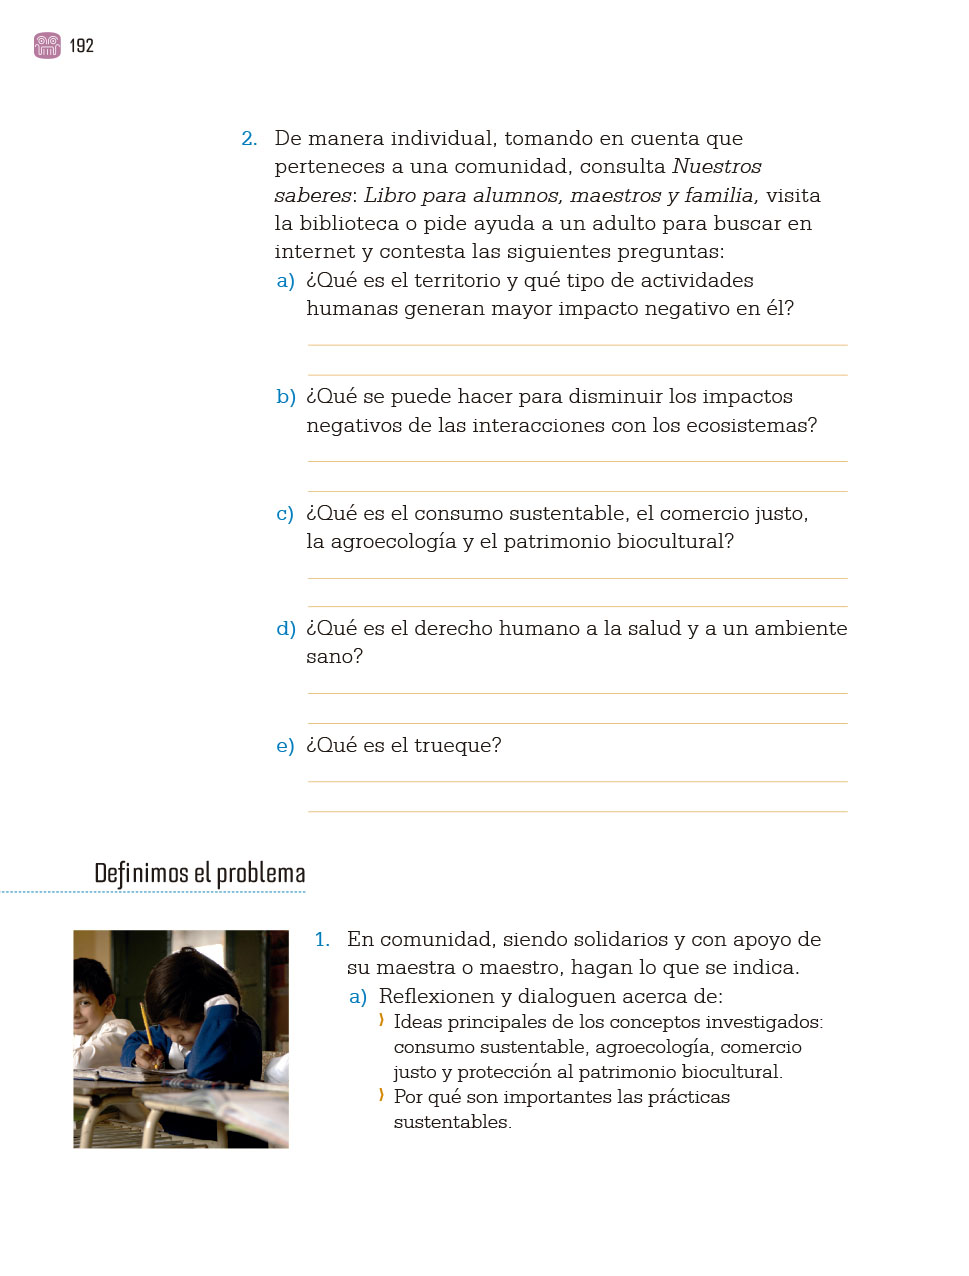 192
2. De manera individual, tomando en cuenta que
perteneces a una comunidad, consulta Nuestros
saberes: Libro para alumnos, maestros y familia, visita
la biblioteca o pide ayuda a un adulto para buscar en
internet y contesta las siguientes preguntas:
a) ¿Qué es el territorio y qué tipo de actividades
humanas generan mayor impacto negativo en él?
b) ¿Qué se puede hacer para disminuir los impactos
negativos de las interacciones con los ecosistemas?
c) ¿Qué es el consumo sustentable, el comercio justo,
la agroecología y el patrimonio biocultural?
d) ¿Qué es el derecho humano a la salud y a un ambiente
sano?
e) ¿Qué es el trueque?
Definimos el problema
1. En comunidad, siendo solidarios y con apoyo de
su maestra o maestro, hagan lo que se indica.
a) Reflexionen y dialoguen acerca de:
⟩ Ideas principales de los conceptos investigados:
consumo sustentable, agroecología, comercio
justo y protección al patrimonio biocultural.
⟩ Por qué son importantes las prácticas
sustentables.